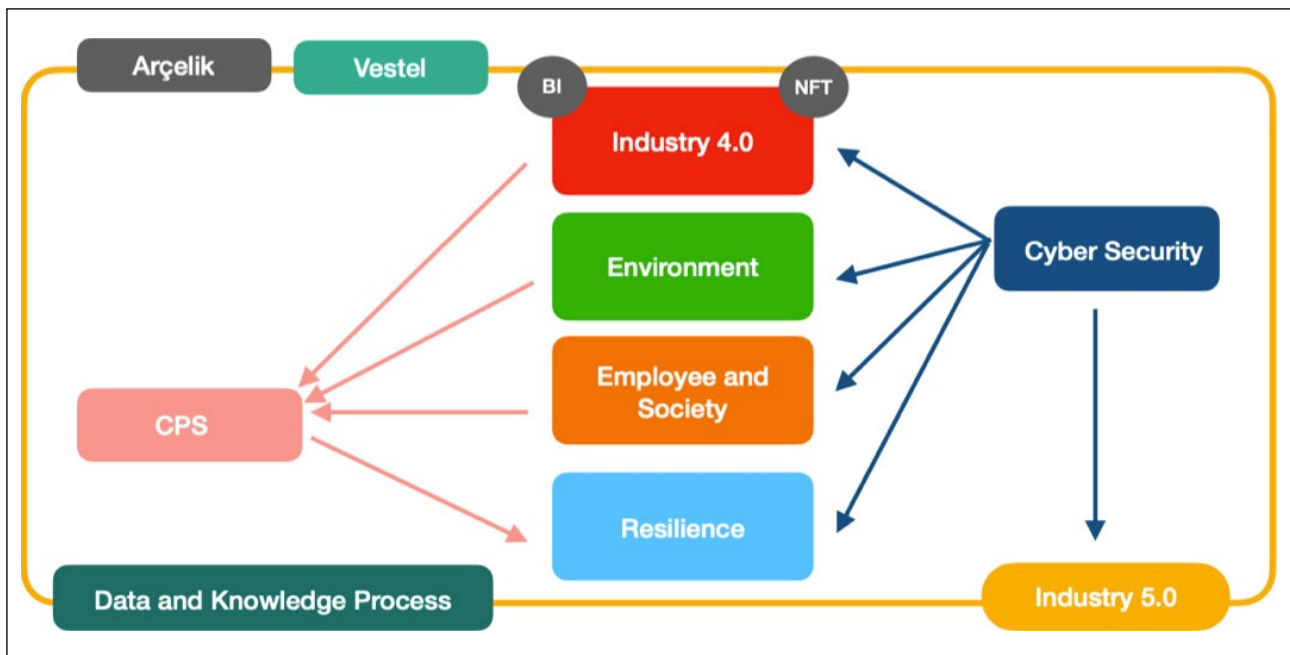 Arçelik
Vestel
BI
NFT
Industry 4.0
Cyber Security
Environment
Employee and
Society
CPS
Resilience
Data and Knowledge Process
Industry 5.0